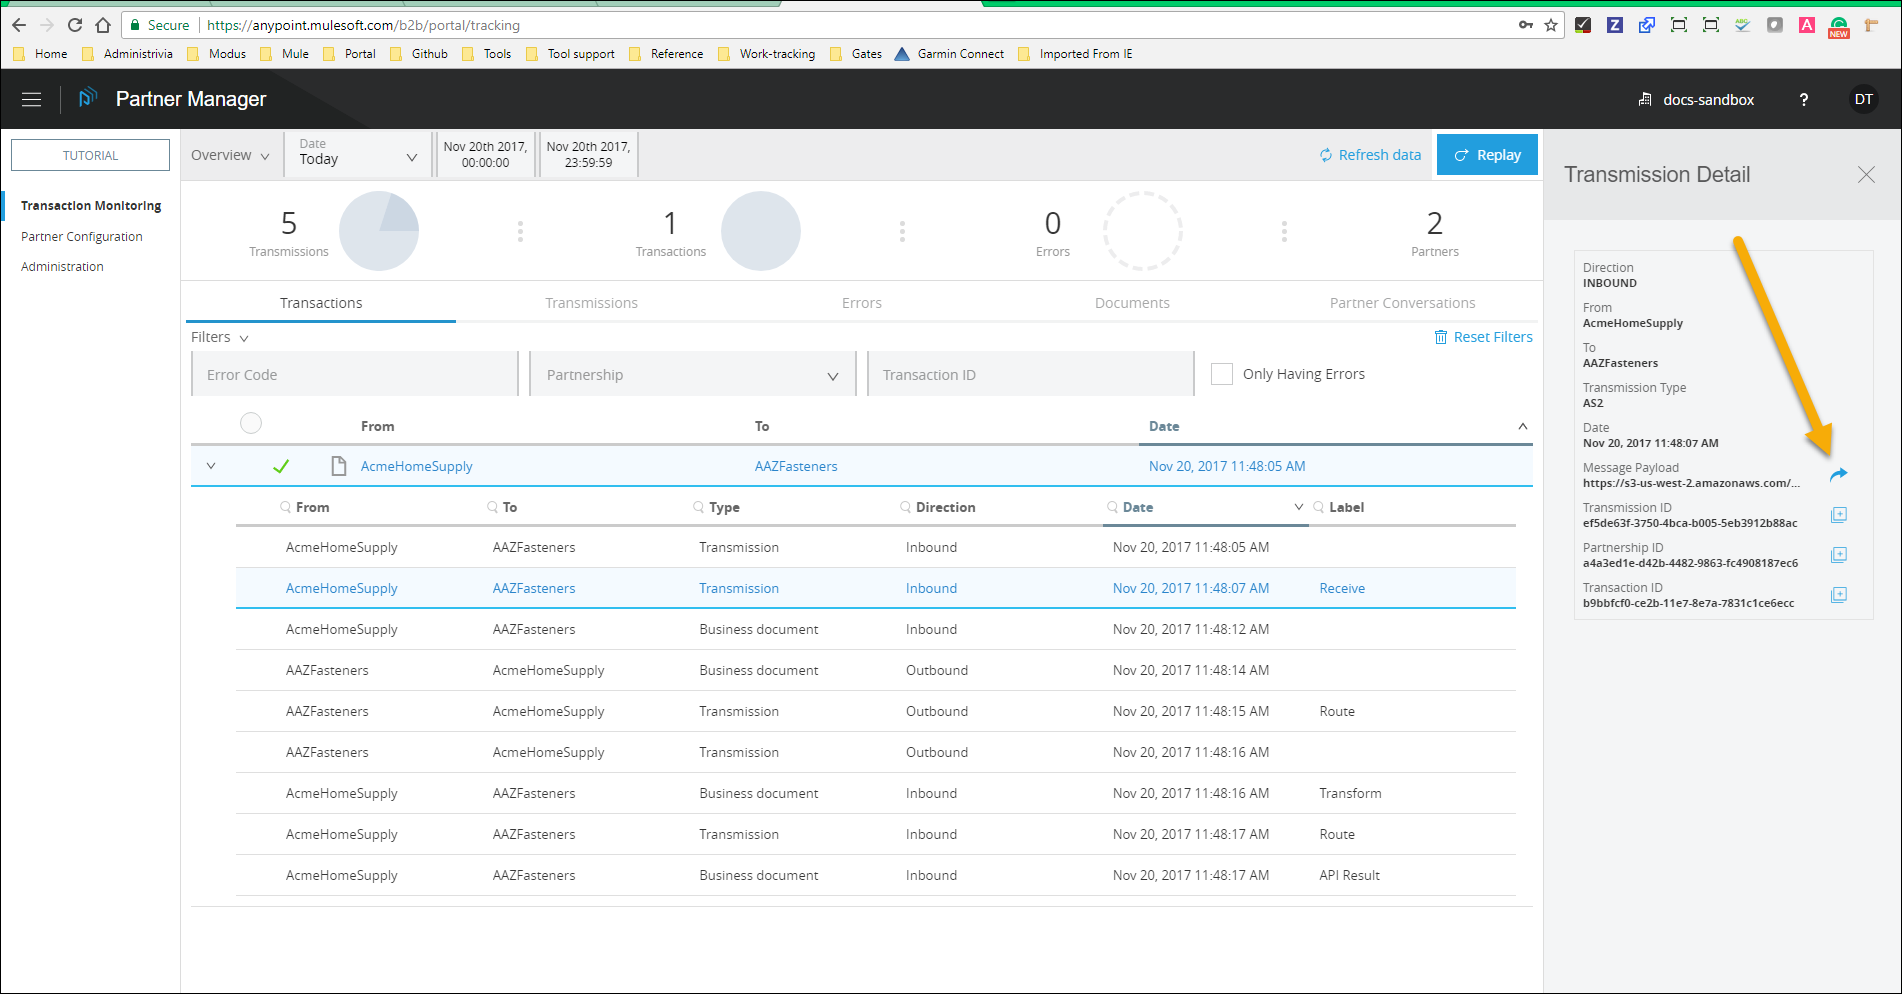 Secure https://anypoint.mulesoft.com/b2b/portal/tracking
NEW
Home Administrivia Modus Mule Portal Github Tools Tool support Reference Work-tracking Gates Garmin Connect Imported From IE
Partner Manager
docs-sandbox ? DT
TUTORIAL
Transaction Monitoring
Partner Configuration
Administration
Overview
Date
Today
Nov 20th 2017,
00:00:00
Nov 20th 2017,
23:59:59
Refresh data
Replay
5
Transmissions
1
Transactions
0
Errors
2
Partners
Transactions Transmissions Errors Documents Partner Conversations
Filters
Reset Filters
Error Code Partnership Transaction ID Only Having Errors
From To Date
AcmeHomeSupply AAZFasteners Nov 20, 2017 11:48:05 AM
From To Type Direction Date Label
AcmeHomeSupply AAZFasteners Transmission Inbound Nov 20, 2017 11:48:05 AM
AcmeHomeSupply AAZFasteners Transmission Inbound Nov 20, 2017 11:48:07 AM Receive
AcmeHomeSupply AAZFasteners Business document Inbound Nov 20, 2017 11:48:12 AM
AAZFasteners AcmeHomeSupply Business document Outbound Nov 20, 2017 11:48:14 AM
AAZFasteners AcmeHomeSupply Transmission Outbound Nov 20, 2017 11:48:15 AM Route
AAZFasteners AcmeHomeSupply Transmission Outbound Nov 20, 2017 11:48:16 AM
AcmeHomeSupply AAZFasteners Business document Inbound Nov 20, 2017 11:48:16 AM Transform
AcmeHomeSupply AAZFasteners Transmission Inbound Nov 20, 2017 11:48:17 AM Route
AcmeHomeSupply AAZFasteners Business document Inbound Nov 20, 2017 11:48:17 AM API Result
Transmission Detail
Direction
INBOUND
From
AcmeHomeSupply
To
AAZFasteners
Transmission Type
AS2
Date
Nov 20, 2017 11:48:07 AM
Message Payload
https://s3-us-west-2.amazonaws.com/...
Transmission ID
ef5de63f-3750-4bca-b005-5eb3912b88ac
Partnership ID
a4a3ed1e-d42b-4482-9863-fc4908187ec6
Transaction ID
b9bbfcf0-ce2b-11e7-8e7a-7831c1ce6ecc